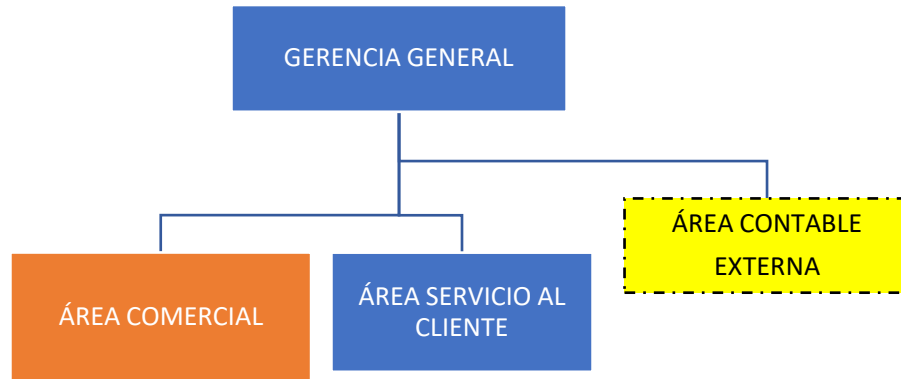 GERENCIA GENERAL
ÁREA CONTABLE
EXTERNA
ÁREA COMERCIAL
ÁREA SERVICIO AL
CLIENTE